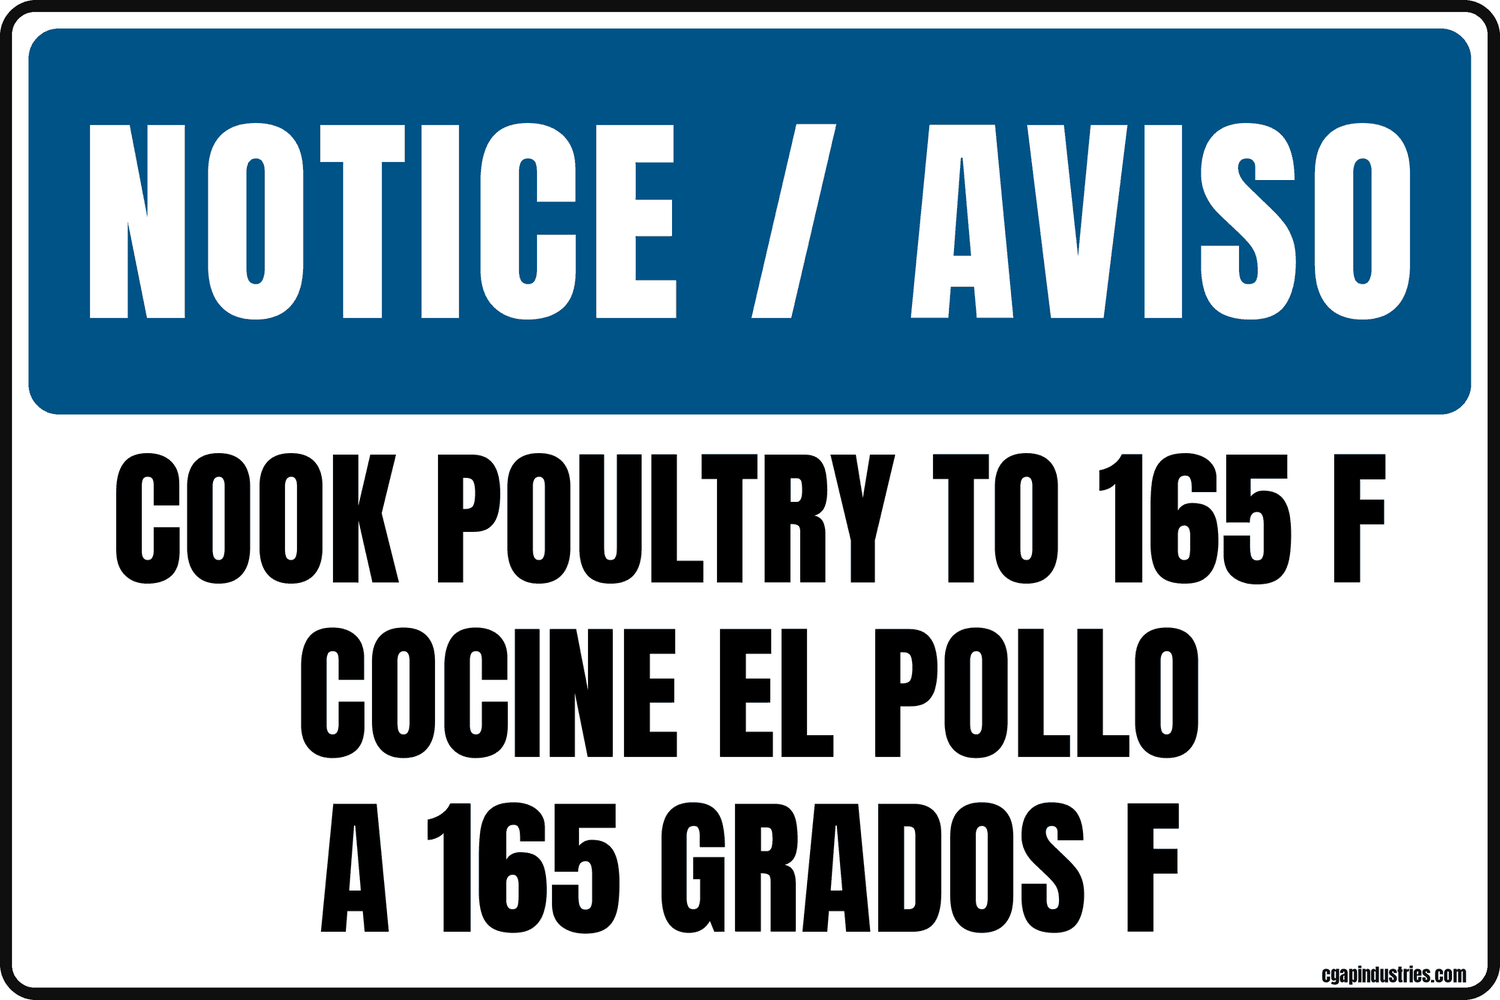 NOTICE / AVISO
COOK POULTRY TO 165 F
COCINE EL POLLO
A 165 GRADOS F
cgapindustries.com